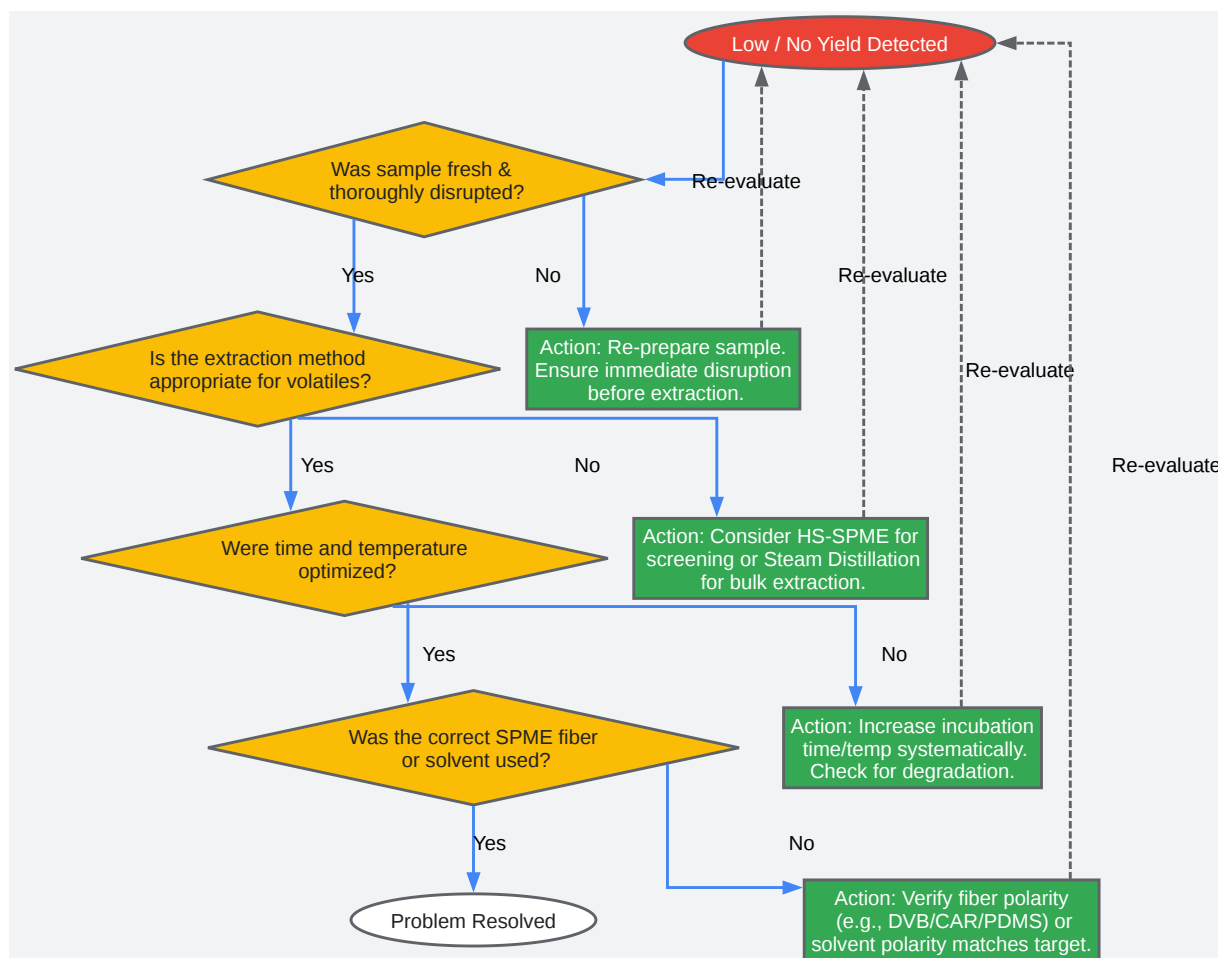 Low / No Yield Detected
Was sample fresh &
thoroughly disrupted?
Re-evaluate
Yes
No
Re-evaluate
Is the extraction method
appropriate for volatiles?
Action: Re-prepare sample.
Ensure immediate disruption
before extraction.
Re-evaluate
Yes
No
Re-evaluate
Were time and temperature
optimized?
Action: Consider HS-SPME for
screening or Steam Distillation
for bulk extraction.
Yes
No
Was the correct SPME fiber
or solvent used?
Action: Increase incubation
time/temp systematically.
Check for degradation.
Yes
No
Problem Resolved
Action: Verify fiber polarity
(e.g., DVB/CAR/PDMS) or
solvent polarity matches target.